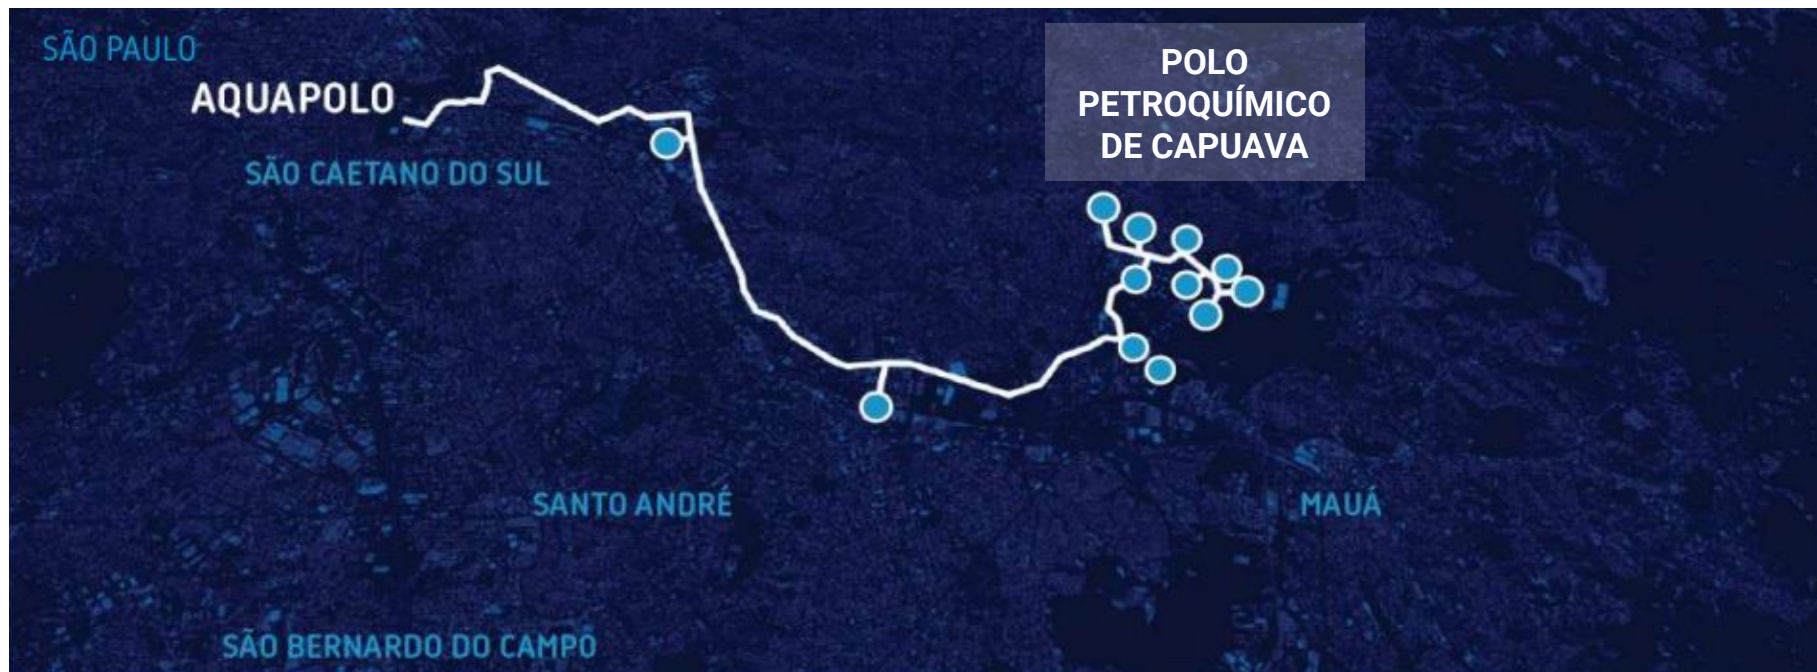 SÃO PAULO
AQUAPOLO
SÃO CAETANO DO SUL
POLO
PETROQUÍMICO
DE CAPUAVA
SANTO ANDRÉ
MAUÁ
SÃO BERNARDO DO CAMPO